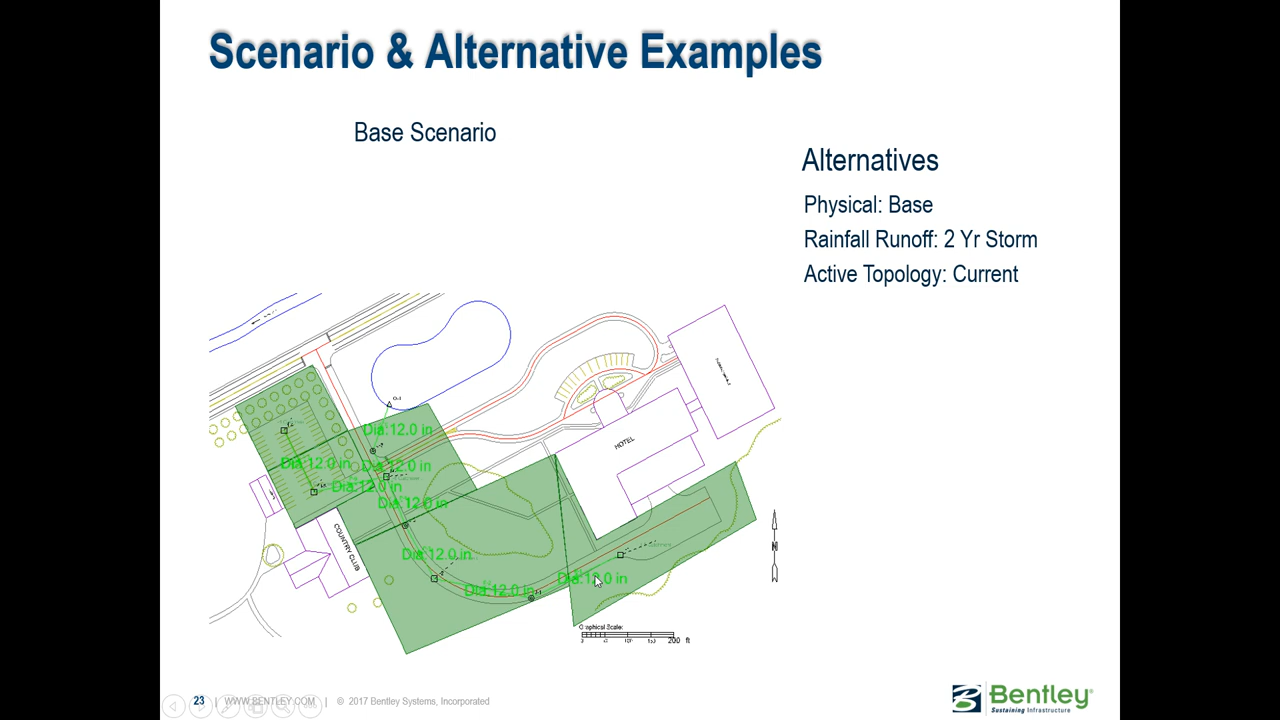 Scenario & Alternative Examples
Base Scenario
Alternatives
Physical: Base
Rainfall Runoff: 2 Yr Storm
Active Topology: Current
O-1
Dia:12.0 in
Dia:12.0 in
Dia:12.0 in
Dia:12.0 in
Dia:12.0 in
Dia:12.0 in
Dia:12.0 in
Dia:12.0 in
HOTEL
COUNTRY CLUB
N
Graphical Scale:
200 ft
23 | WWW.BENTLEY.COM | © 2017 Bentley Systems, Incorporated
Bentley®
Sustaining Infrastructure